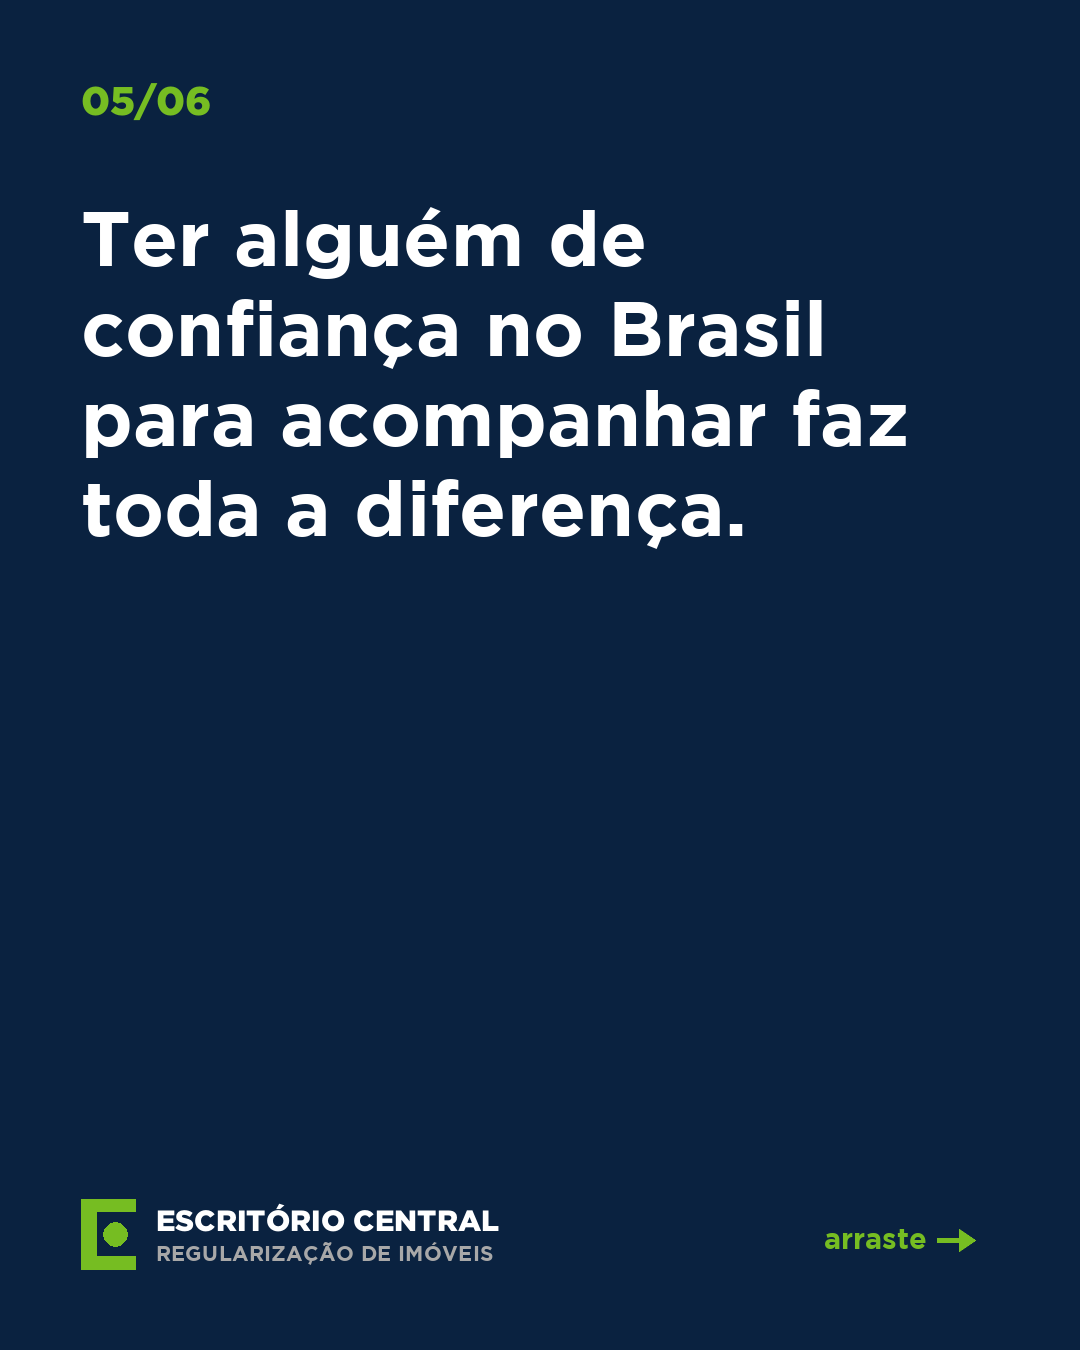 05/06
Ter alguém de
confiança no Brasil
para acompanhar faz
toda a diferença.
ESCRITÓRIO CENTRAL
REGULARIZAÇÃO DE IMÓVEIS
arraste